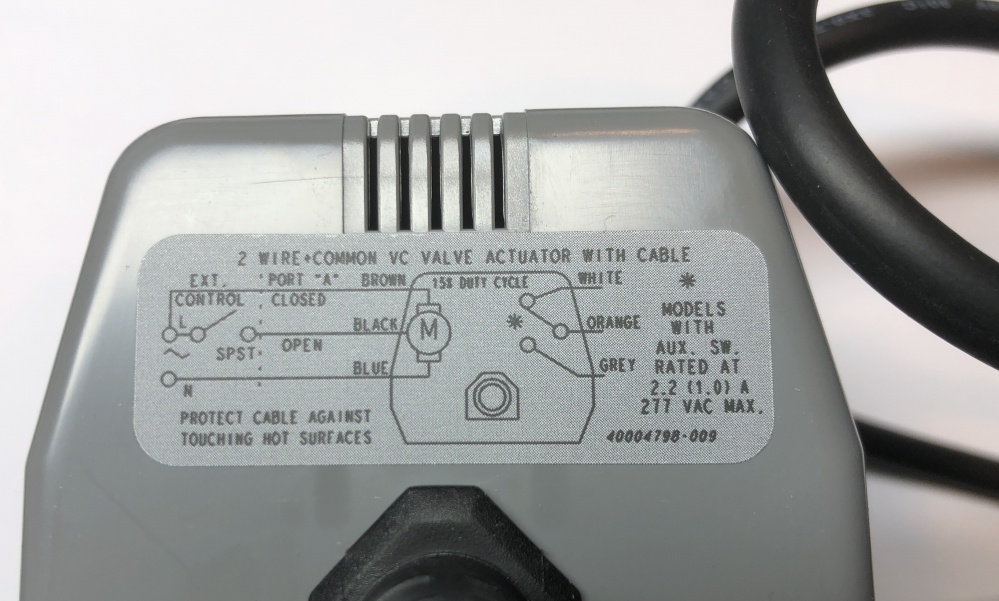 2 WIRE+COMMON VC VALVE ACTUATOR WITH CABLE
EXT. PORT "A" BROWN 15% DUTY CYCLE WHITE *
CONTROL CLOSED MODELS
L BLACK M * ORANGE WITH
~ SPST OPEN AUX. SW.
BLUE GREY RATED AT
N 2.2 (1.0) A
277 VAC MAX.
PROTECT CABLE AGAINST
TOUCHING HOT SURFACES 40004798-009